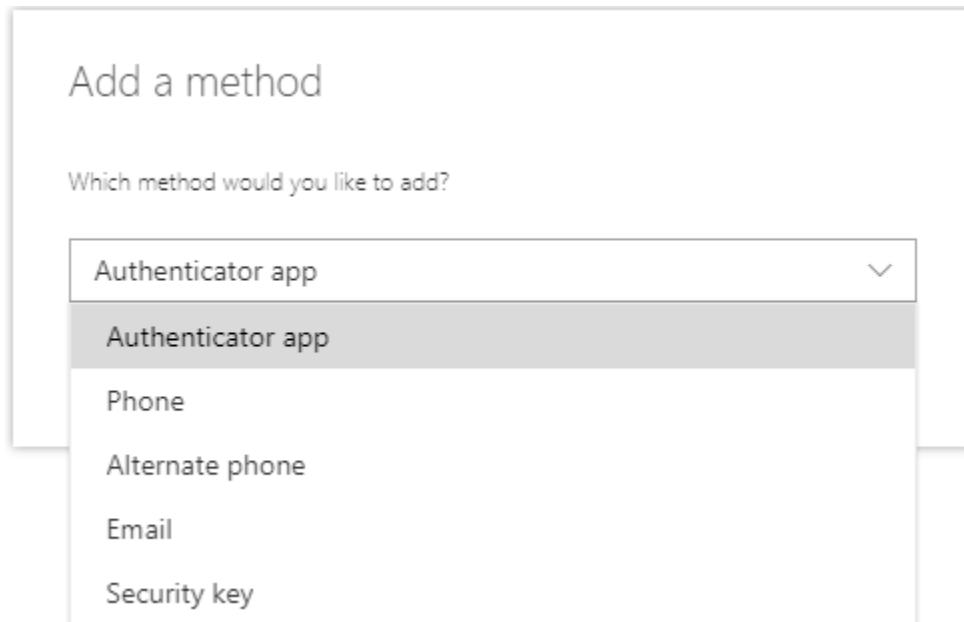 Add a method
Which method would you like to add?
Authenticator app
Authenticator app
Phone
Alternate phone
Email
Security key